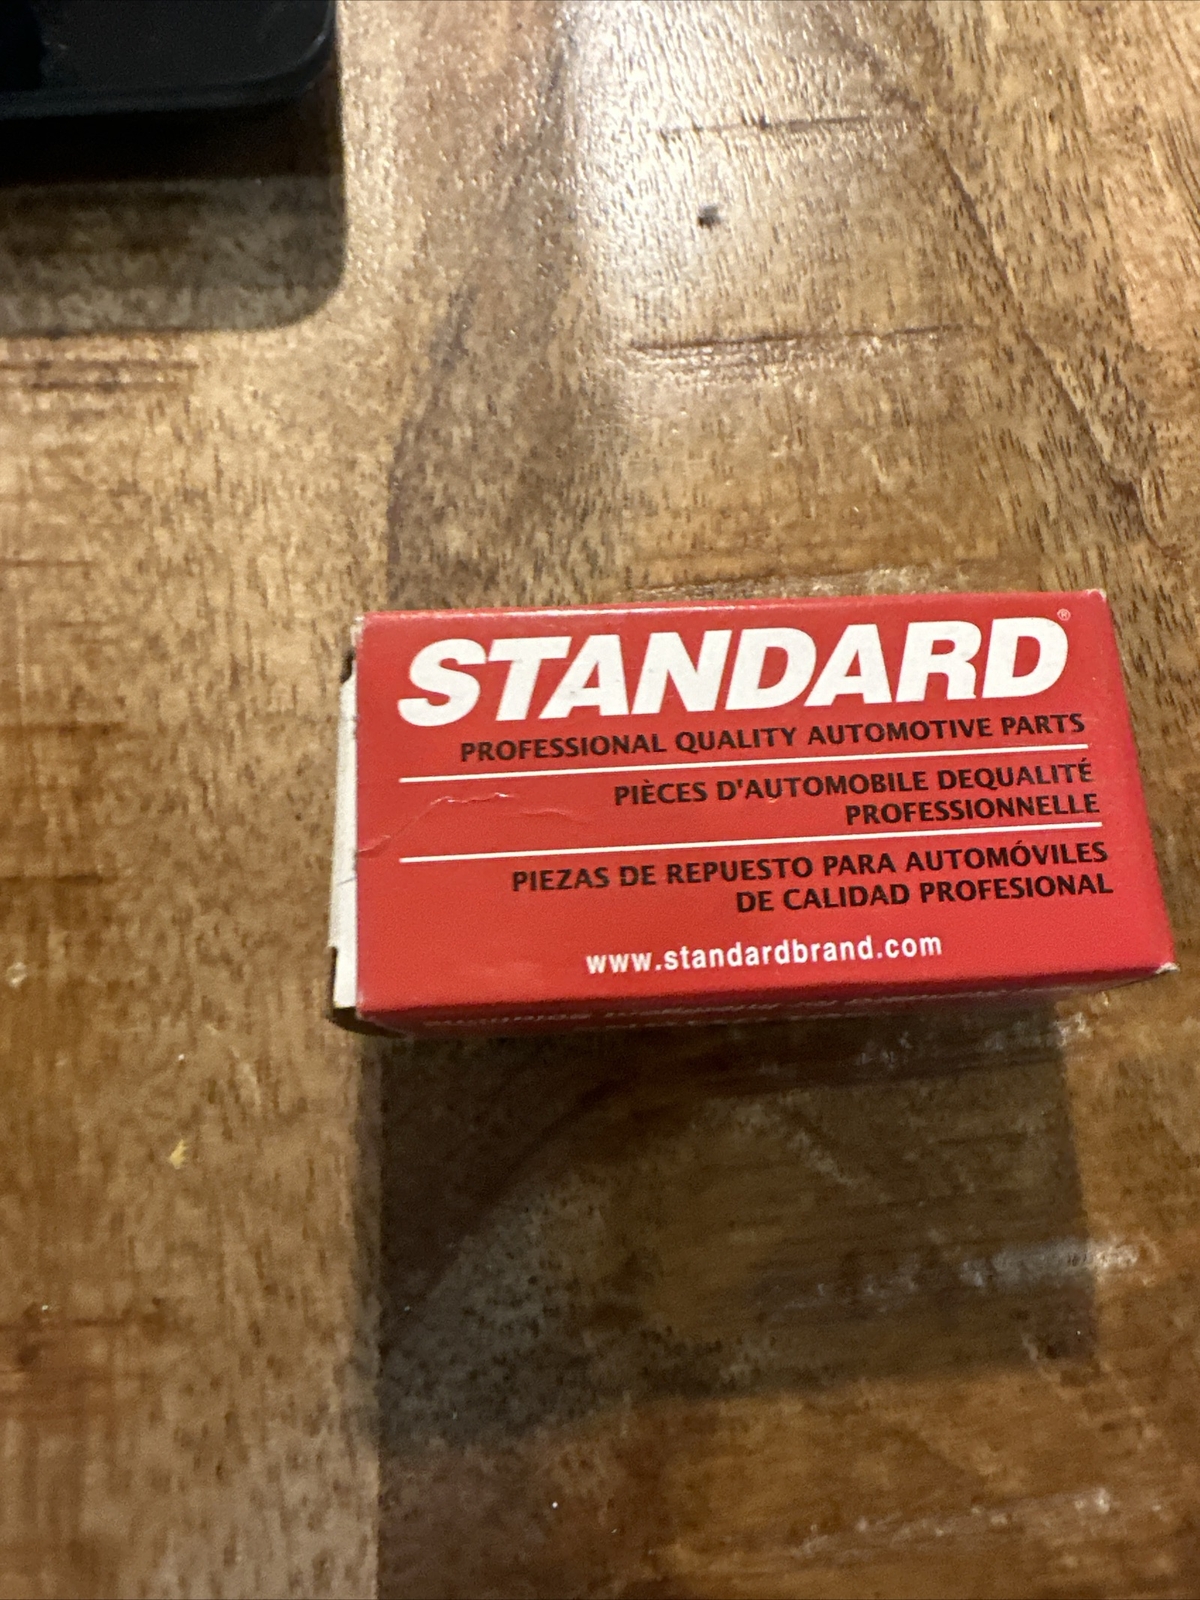 STANDARD®
PROFESSIONAL QUALITY AUTOMOTIVE PARTS
PIÈCES D'AUTOMOBILE DEQUALITÉ
PROFESSIONNELLE
PIEZAS DE REPUESTO PARA AUTOMÓVILES
DE CALIDAD PROFESIONAL
www.standardbrand.com